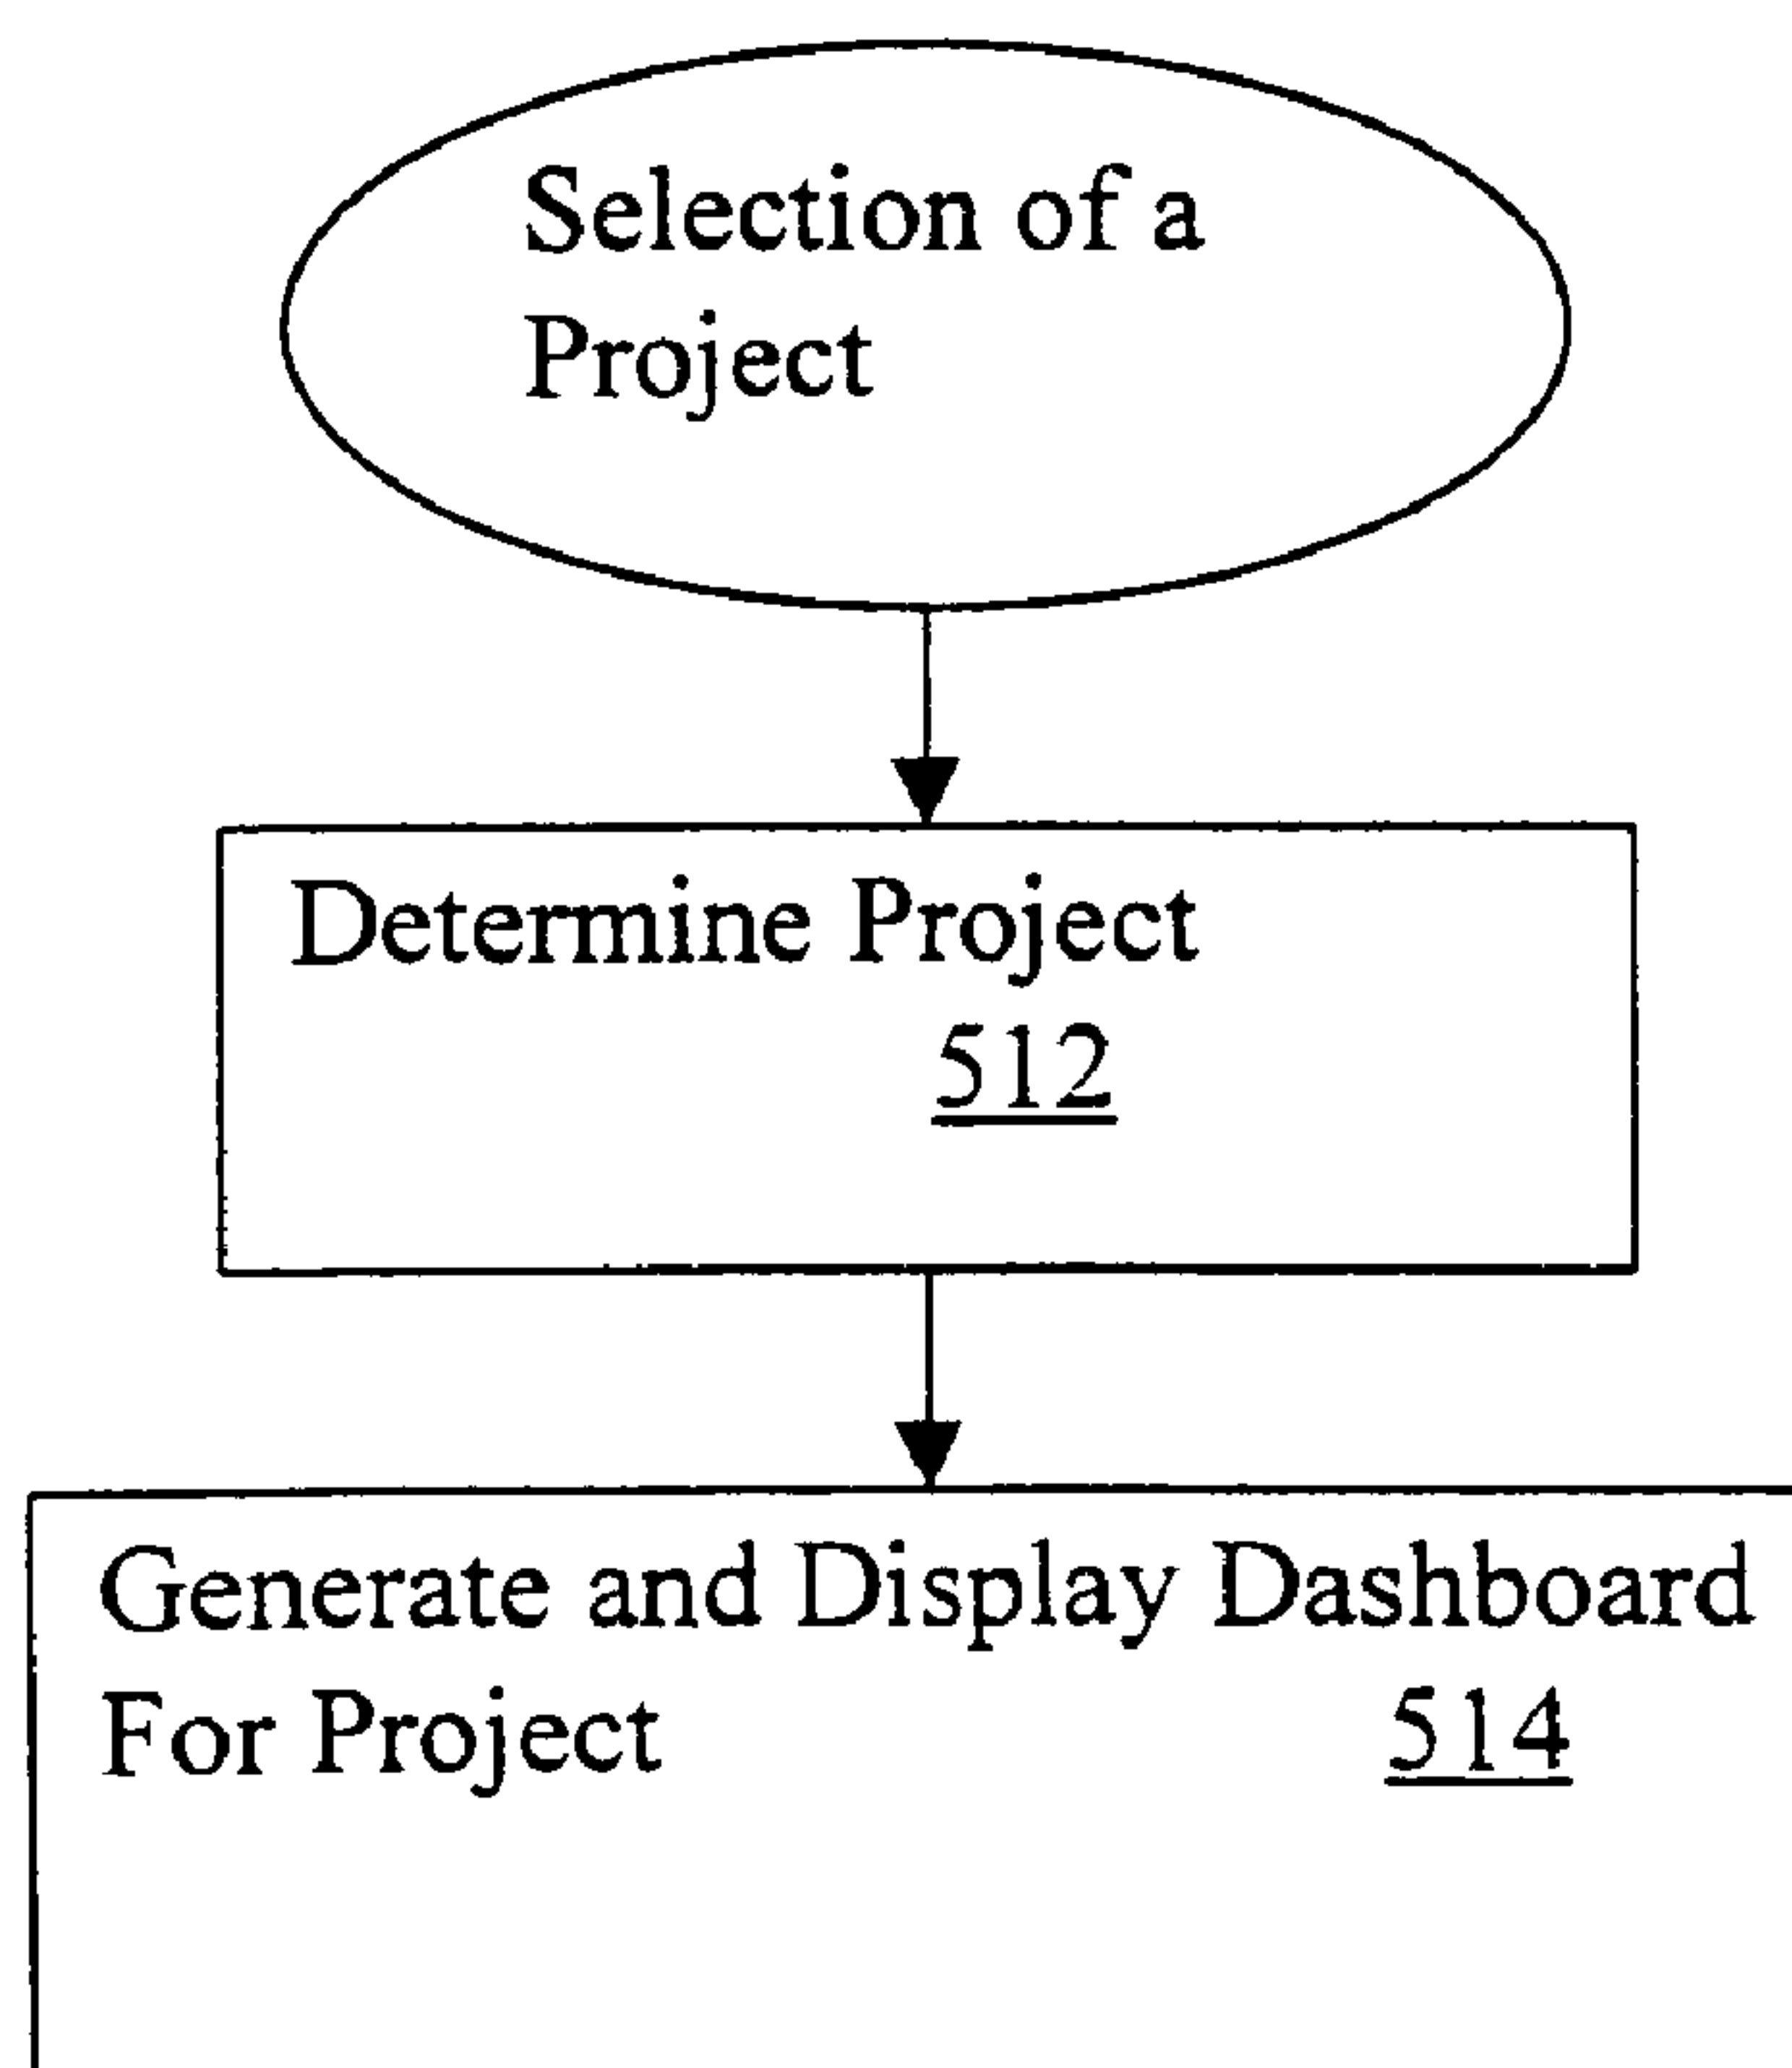 Selection of a
Project
Determine Project
512
Generate and Display Dashboard
For Project 514